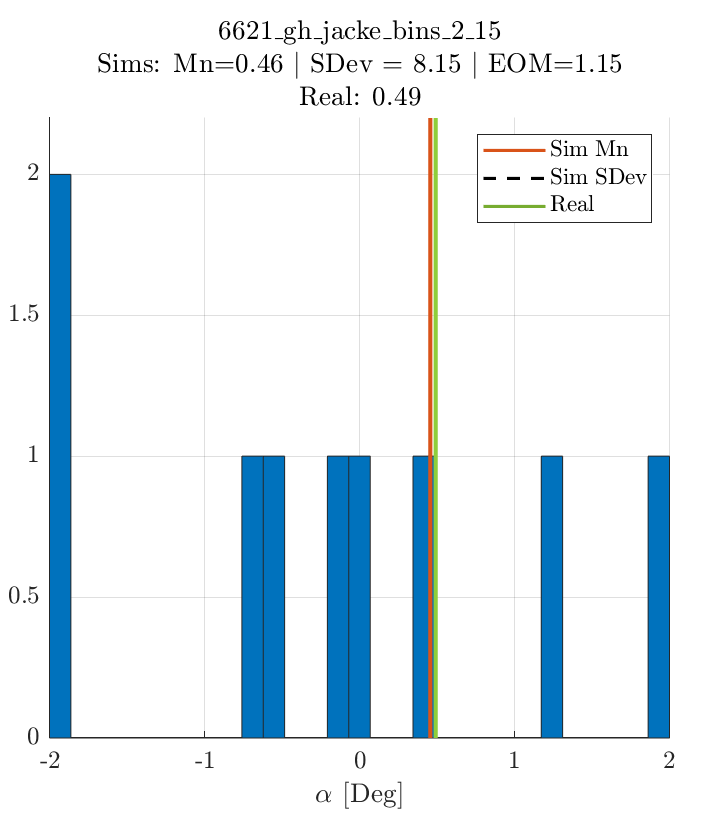 6621_gh_jacke_bins_2_15
Sims: Mn=0.46 | SDev = 8.15 | EOM=1.15
Real: 0.49
Sim Mn
Sim SDev
Real
2
1.5
1
0.5
0
-2
-1
0
1
2
α [Deg]